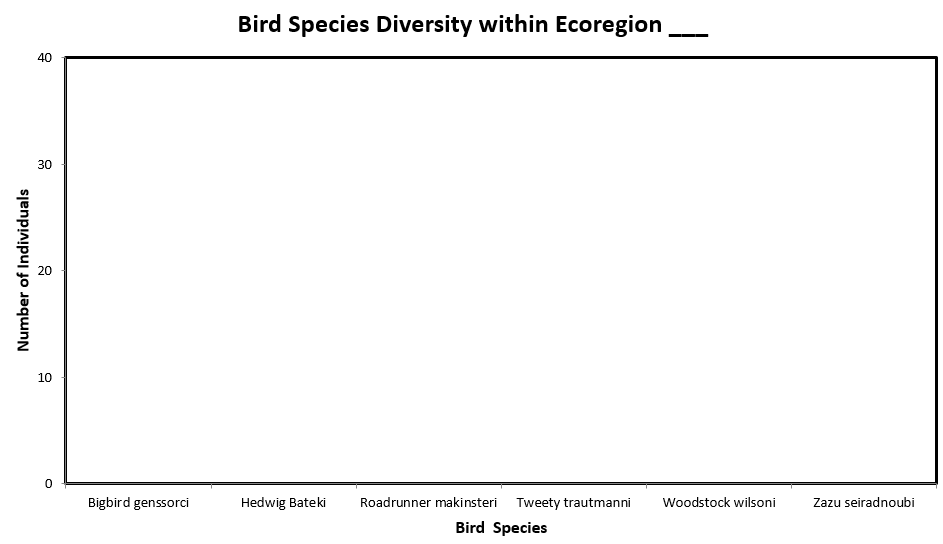 Bird Species Diversity within Ecoregion ___
40
30
20
10
0
Number of Individuals
Bigbird genssorci Hedwig Bateki Roadrunner makinsteri Tweety trautmanni Woodstock wilsoni Zazu seiradnoubi
Bird Species